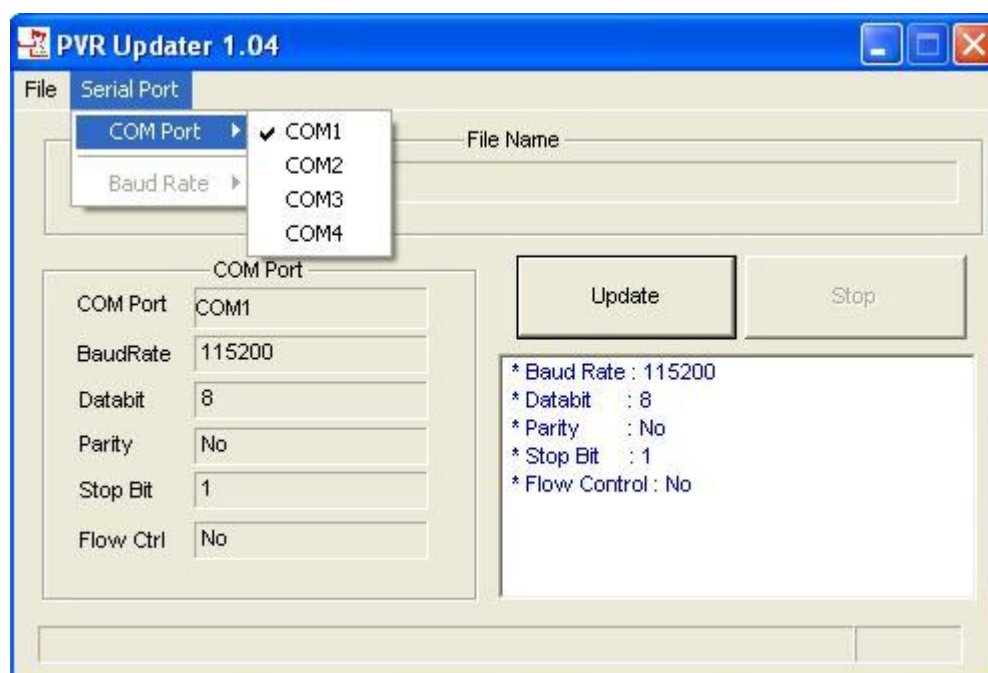 PVR Updater 1.04
File Serial Port
COM Port
Baud Rate
COM1
COM2
COM3
COM4
File Name
COM Port
COM Port COM1
BaudRate 115200
Databit 8
Parity No
Stop Bit 1
Flow Ctrl No
Update Stop
* Baud Rate : 115200
* Databit : 8
* Parity : No
* Stop Bit : 1
* Flow Control : No